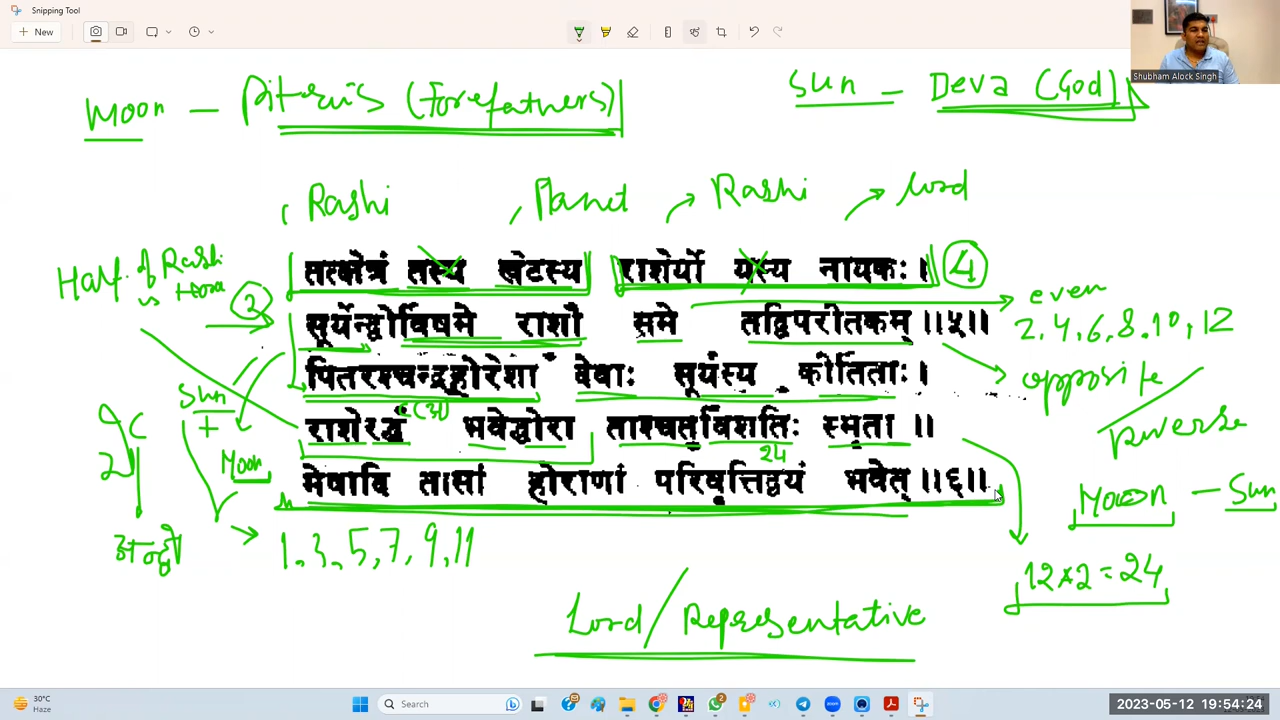 Snipping Tool
+ New
Shubham Alock Singh
Moon - Piteruis (Forefathers)
Sun - Deva (God)
Rashi , Planet → Rashi → Lord
Half of Rashi is Hora
तत्क्षेत्रं तस्य खेटस्य राशेर्यो यस्य नायकः। 4
3 सूर्येन्द्वोर्विषमे राशौ समे तद्विपरीतकम्॥५॥
even
2, 4, 6, 8, 10, 12
पितरश्चन्द्रहोरेशा वेधाः सूर्यस्य कीर्तिताः।
opposite
Sun + Moon
राशेरर्द्धं भवेद्धोरा ताश्चतुर्विशतिः स्मृता॥
24
Reverse
मेषादि तासां होराणां परिवृत्तिद्वयं भवेत्॥६॥
Moon - Sun
1, 3, 5, 7, 9, 11
12×2=24
Lord / Representative
30°C
Haze
Search
2023-05-12 19:54:24